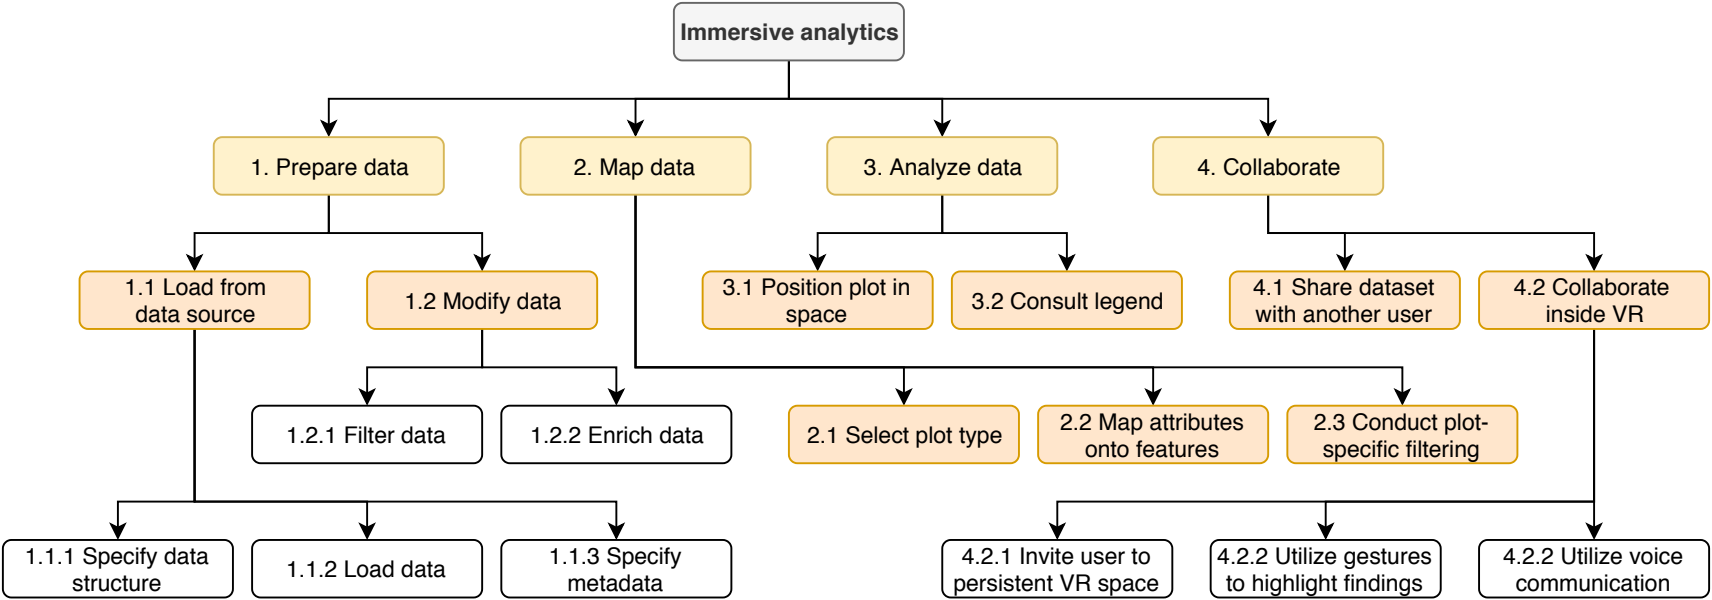 Immersive analytics
1. Prepare data
2. Map data
3. Analyze data
4. Collaborate
1.1 Load from
data source
1.2 Modify data
3.1 Position plot in
space
3.2 Consult legend
4.1 Share dataset
with another user
4.2 Collaborate
inside VR
1.2.1 Filter data
1.2.2 Enrich data
2.1 Select plot type
2.2 Map attributes
onto features
2.3 Conduct plot-
specific filtering
1.1.1 Specify data
structure
1.1.2 Load data
1.1.3 Specify
metadata
4.2.1 Invite user to
persistent VR space
4.2.2 Utilize gestures
to highlight findings
4.2.2 Utilize voice
communication